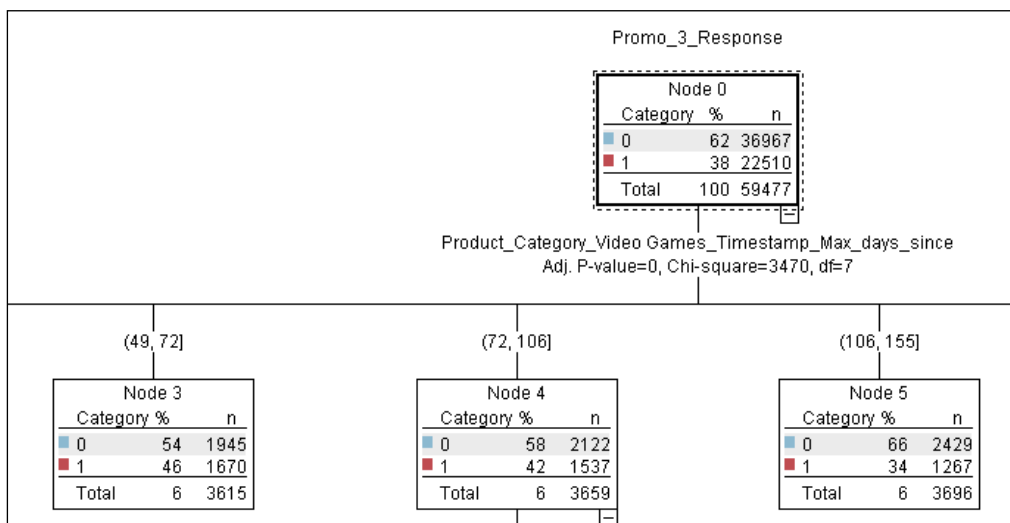 Promo_3_Response
Node 0
Category % n
0 62 36967
1 38 22510
Total 100 59477
Product_Category_Video Games_Timestamp_Max_days_since
Adj. P-value=0, Chi-square=3470, df=7
(49, 72]
(72, 106]
(106, 155]
Node 3
Category % n
0 54 1945
1 46 1670
Total 6 3615
Node 4
Category % n
0 58 2122
1 42 1537
Total 6 3659
Node 5
Category % n
0 66 2429
1 34 1267
Total 6 3696